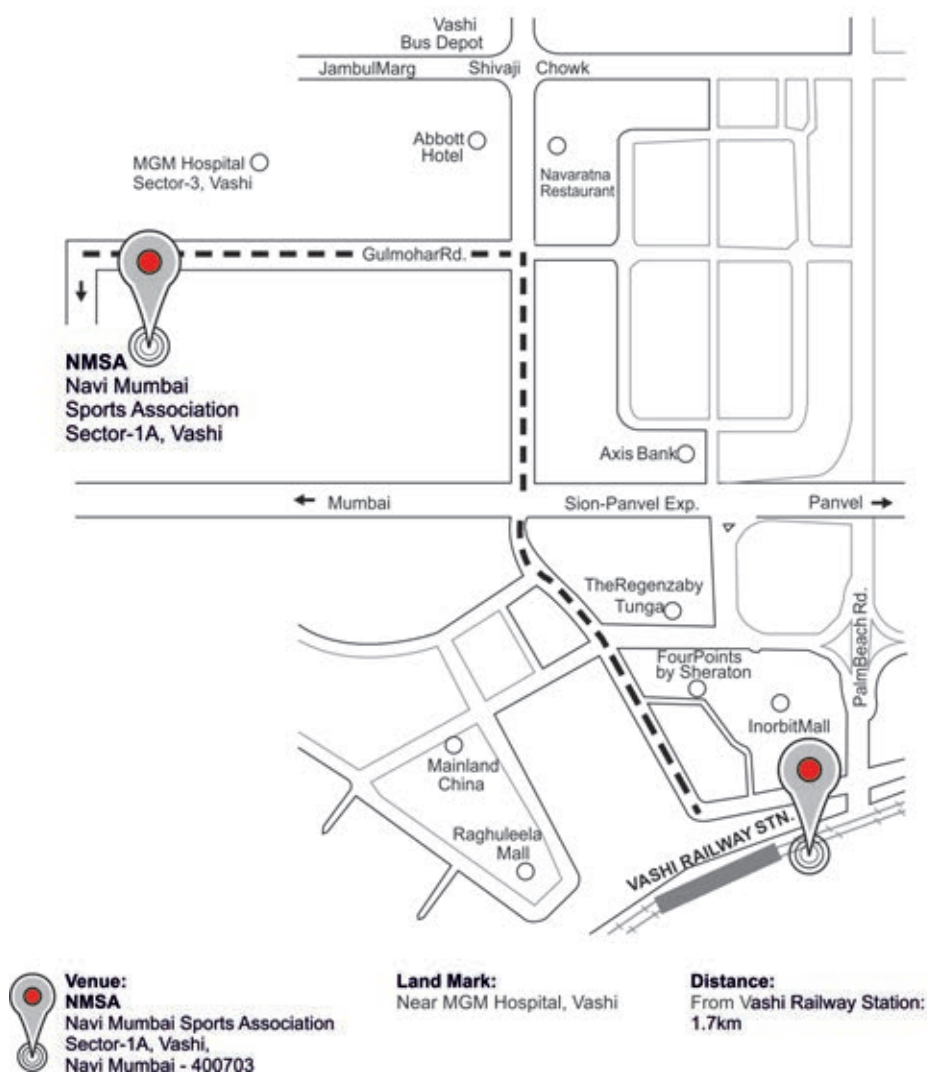 Vashi
Bus Depot
JambulMarg
Shivaji Chowk
Abbott
Hotel
MGM Hospital
Sector-3, Vashi
Navaratna
Restaurant
GulmoharRd.
NMSA
Navi Mumbai
Sports Association
Sector-1A, Vashi
Axis Bank
Mumbai
Sion-Panvel Exp.
Panvel
TheRegenzaby
Tunga
PalmBeach Rd.
FourPoints
by Sheraton
InorbitMall
Mainland
China
Raghuleela
Mall
VASHI RAILWAY STN.
Venue:
NMSA
Navi Mumbai Sports Association
Sector-1A, Vashi,
Navi Mumbai - 400703
Land Mark:
Near MGM Hospital, Vashi
Distance:
From Vashi Railway Station:
1.7km